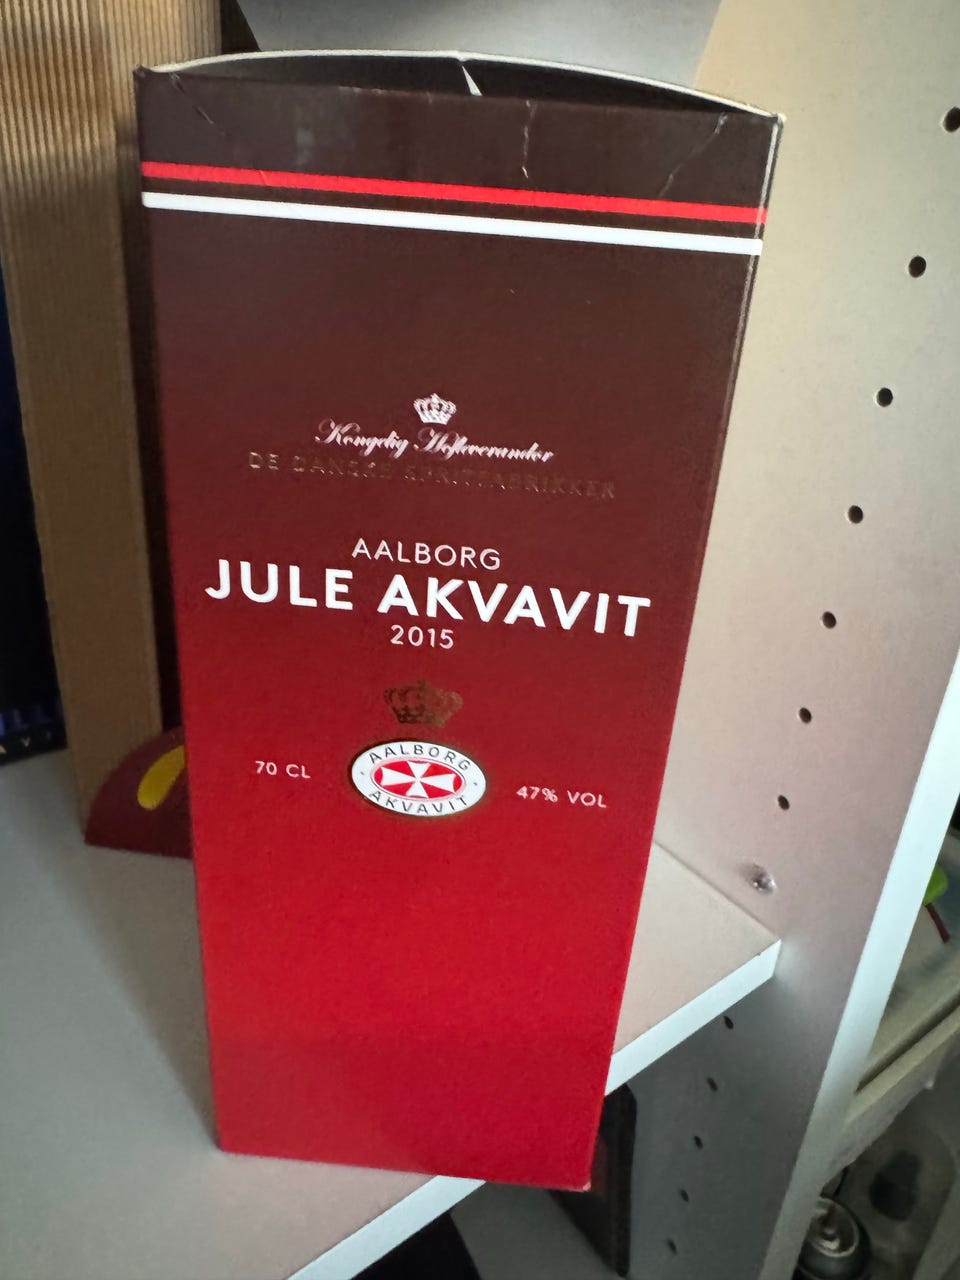 Kongelig Hofleverandør
DE DANSKE SPRITFABRIKKER
AALBORG
JULE AKVAVIT
2015
70 CL
AALBORG
AKVAVIT
47% VOL